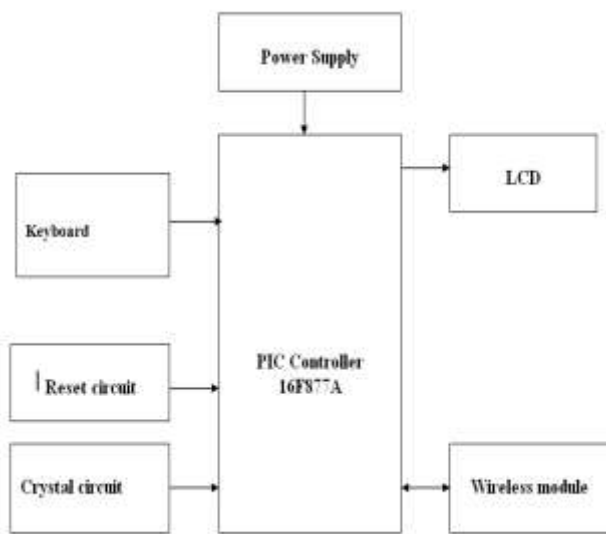 Power Supply
LCD
Keyboard
PIC Controller
16F877A
Reset circuit
Crystal circuit
Wireless module